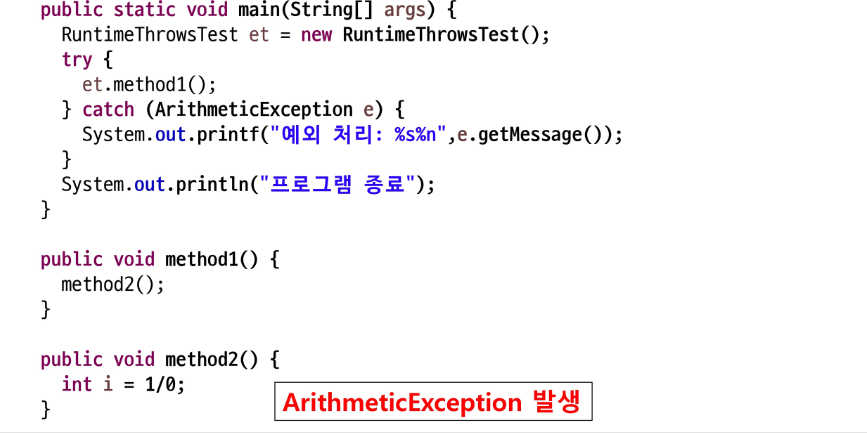 public static void main(String[] args) {
RuntimeThrowsTest et = new RuntimeThrowsTest();
try {
et.method1();
} catch (ArithmeticException e) {
System.out.printf("예외 처리: %s%n",e.getMessage());
}
System.out.println("프로그램 종료");
}
public void method1() {
method2();
}
public void method2() {
int i = 1/0;
}
ArithmeticException 발생